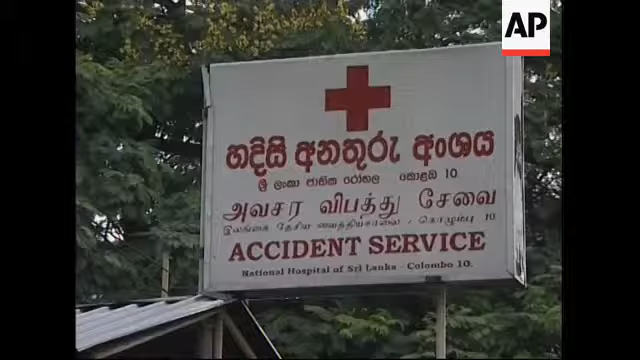 AP
හදිසි අනතුරු අංශය
ශ්‍රී ලංකා ජාතික රෝහල කොළඹ 10
அவசர விபத்து சேவை
இலங்கை தேசிய வைத்தியசாலை - கொழும்பு 10
ACCIDENT SERVICE
National Hospital of Sri Lanka - Colombo 10.